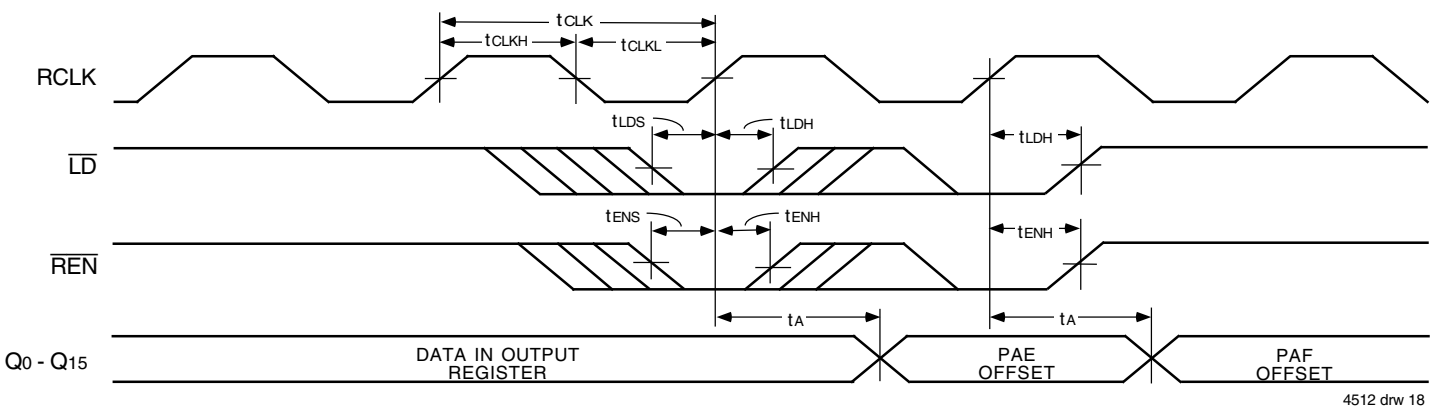 tCLK
tCLKH
tCLKL
RCLK
tLDS
tLDH
tLDH
LD
tENS
tENH
tENH
REN
tA
tA
Q0 - Q15
DATA IN OUTPUT
REGISTER
PAE
OFFSET
PAF
OFFSET
4512 drw 18